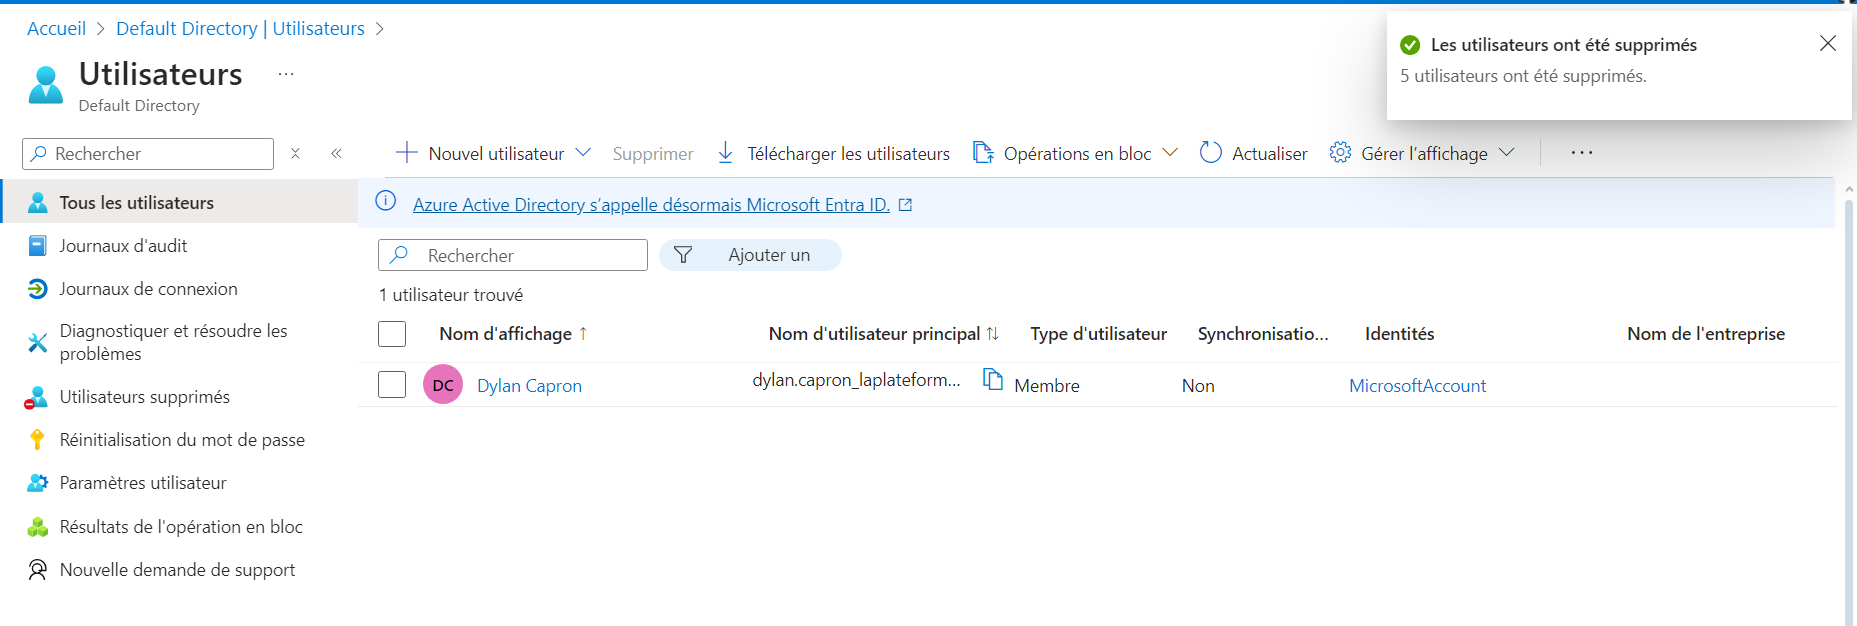 Accueil > Default Directory | Utilisateurs >
Utilisateurs ...
Default Directory
Les utilisateurs ont été supprimés
5 utilisateurs ont été supprimés.
Rechercher
Nouvel utilisateur
Supprimer
Télécharger les utilisateurs
Opérations en bloc
Actualiser
Gérer l'affichage
...
Tous les utilisateurs
Journaux d'audit
Journaux de connexion
Diagnostiquer et résoudre les
problèmes
Utilisateurs supprimés
Réinitialisation du mot de passe
Paramètres utilisateur
Résultats de l'opération en bloc
Nouvelle demande de support
Azure Active Directory s'appelle désormais Microsoft Entra ID.
Rechercher
Ajouter un
1 utilisateur trouvé
Nom d'affichage ↑ Nom d'utilisateur principal ↑↓ Type d'utilisateur Synchronisatio... Identités Nom de l'entreprise
DC Dylan Capron dylan.capron_laplateform... Membre Non MicrosoftAccount